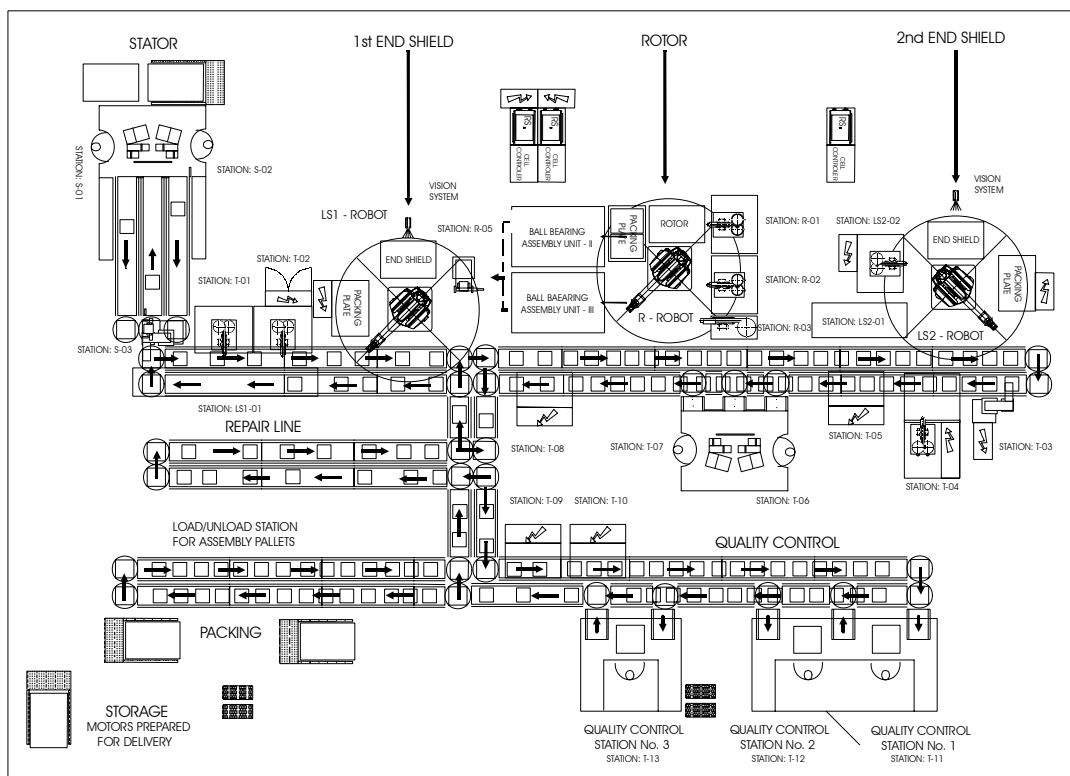 STATOR
1st END SHIELD
ROTOR
2nd END SHIELD
RS
RS
RS
CELL
CONTROLER
CELL
CONTROLER
CELL
CONTROLER
STATION: S-01
STATION: S-02
VISION
SYSTEM
VISION
SYSTEM
LS1 - ROBOT
STATION: R-05
BALL BEARING
ASSEMBLY UNIT - II
PACKING
PLATE
ROTOR
STATION: R-01
STATION: LS2-02
END SHIELD
END SHIELD
STATION: T-02
STATION: T-01
PACKING
PLATE
BALL BAEARING
ASSEMBLY UNIT - III
STATION: R-02
PACKING
PLATE
R - ROBOT
STATION: R-03
STATION: LS2-01
LS2 - ROBOT
STATION: S-03
STATION: LS1-01
REPAIR LINE
STATION: T-08
STATION: T-07
STATION: T-05
STATION: T-03
STATION: T-04
STATION: T-09
STATION: T-10
STATION: T-06
LOAD/UNLOAD STATION
FOR ASSEMBLY PALLETS
QUALITY CONTROL
PACKING
STORAGE
MOTORS PREPARED
FOR DELIVERY
QUALITY CONTROL
STATION No. 3
STATION: T-13
QUALITY CONTROL
STATION No. 2
STATION: T-12
QUALITY CONTROL
STATION No. 1
STATION: T-11